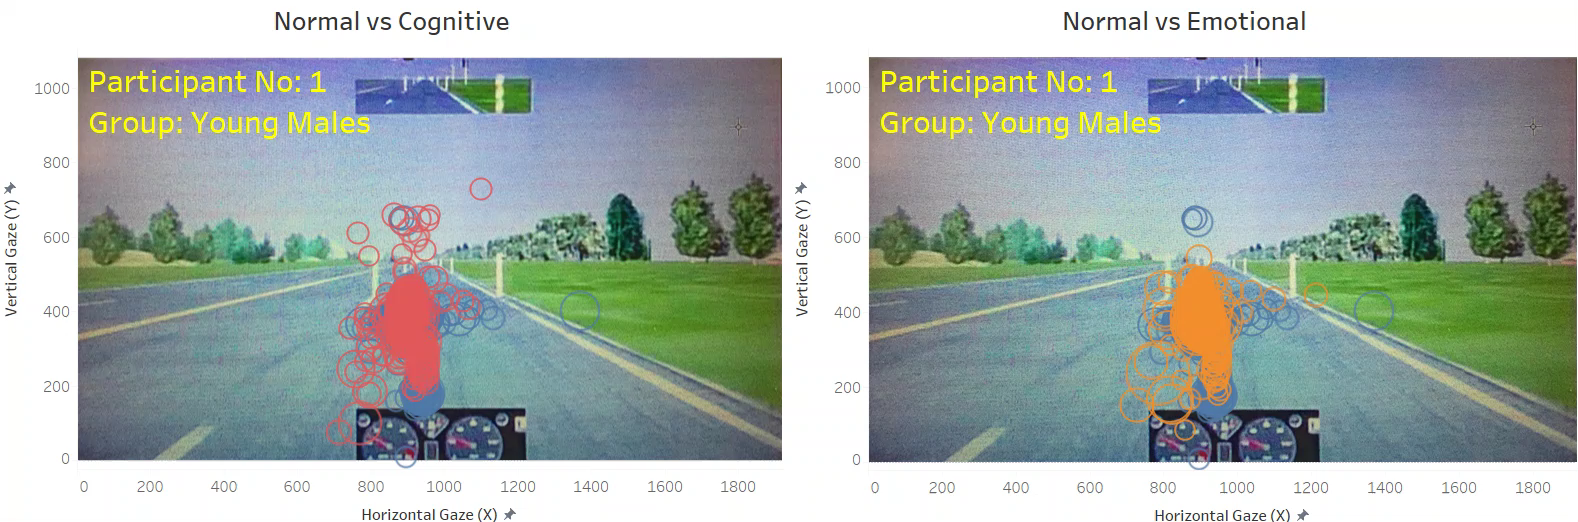 Normal vs Cognitive
Participant No: 1
Group: Young Males
Vertical Gaze (Y)
1000
800
600
400
200
0
0 200 400 600 800 1000 1200 1400 1600 1800
Horizontal Gaze (X)
Normal vs Emotional
Participant No: 1
Group: Young Males
Vertical Gaze (Y)
1000
800
600
400
200
0
0 200 400 600 800 1000 1200 1400 1600 1800
Horizontal Gaze (X)